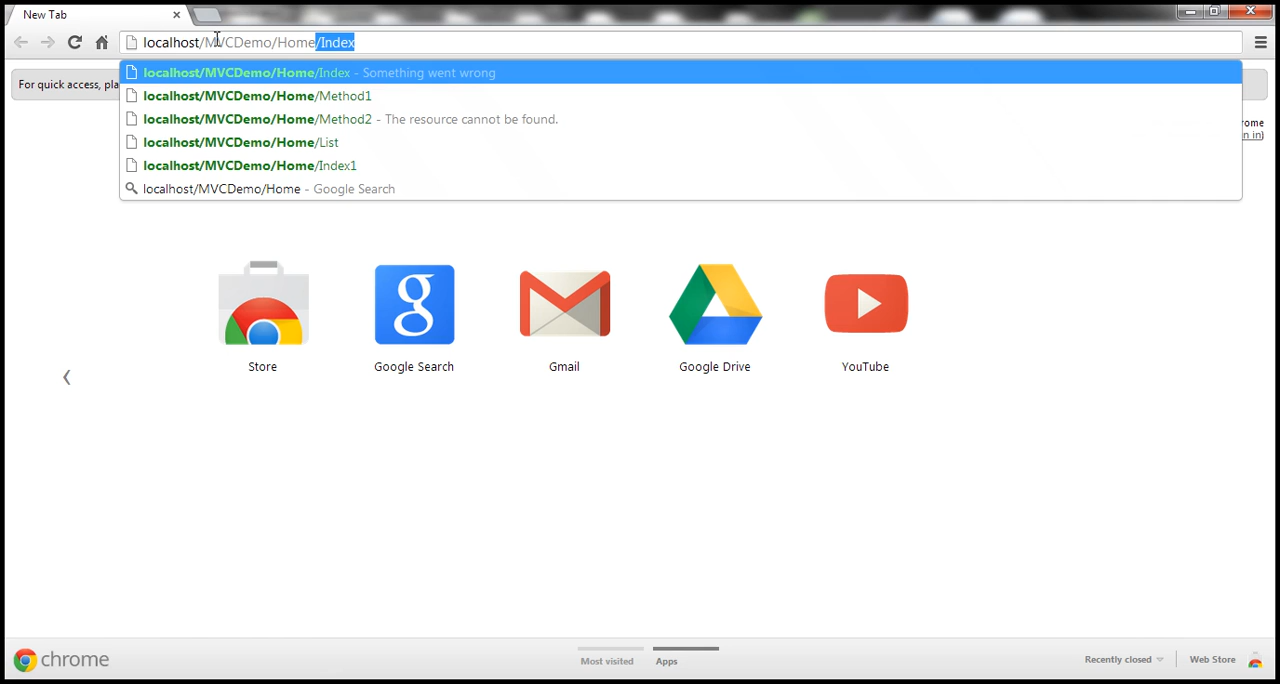 New Tab
localhost/MVCDemo/Home/Index
localhost/MVCDemo/Home/Index - Something went wrong
For quick access, pla
localhost/MVCDemo/Home/Method1
localhost/MVCDemo/Home/Method2 - The resource cannot be found.
rome
in in)
localhost/MVCDemo/Home/List
localhost/MVCDemo/Home/Index1
localhost/MVCDemo/Home - Google Search
Store
Google Search
Gmail
Google Drive
YouTube
chrome
Most visited
Apps
Recently closed
Web Store